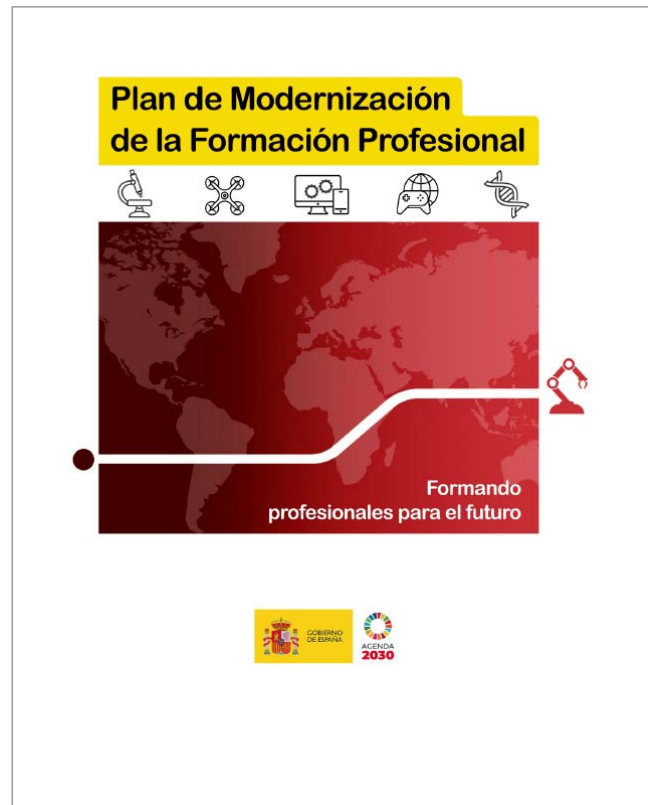 Plan de Modernización
de la Formación Profesional
Formando
profesionales para el futuro
GOBIERNO
DE ESPAÑA
AGENDA
2030